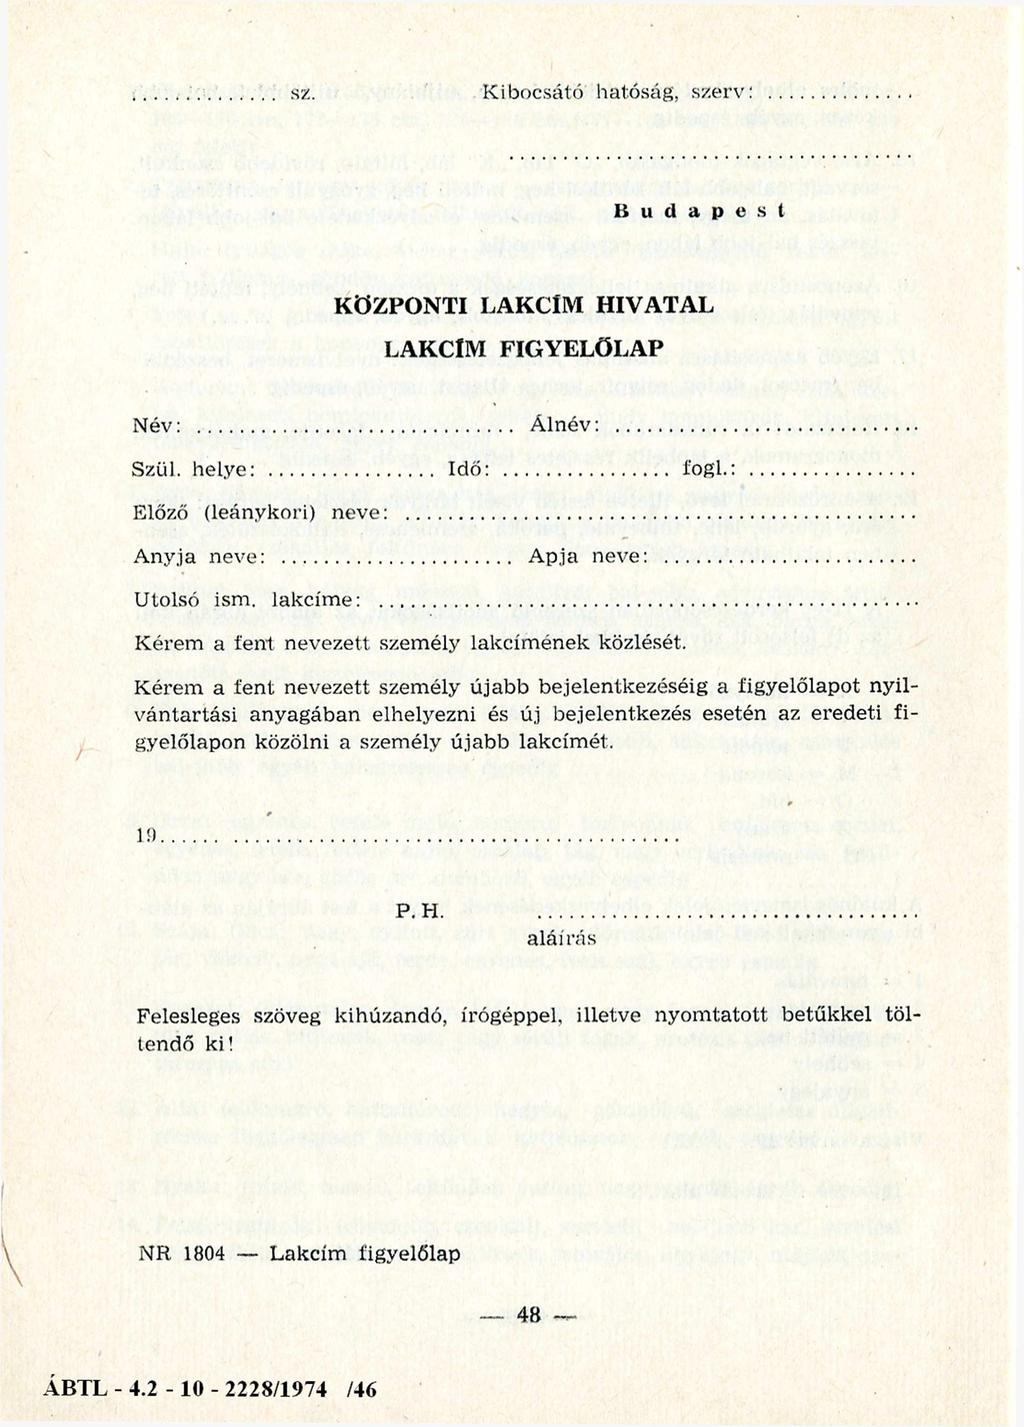 .............. sz. Kibocsátó hatóság, szerv: ..............
......................................
Budapest
KÖZPONTI LAKCÍM HIVATAL
LAKCÍM FIGYELŐLAP
Név: .............................. Álnév: ..............................
Szül. helye: ................ Idő: ................ fogl.: ................
Előző (leánykori) neve: ..................................................
Anyja neve: ...................... Apja neve: ........................
Utolsó ism. lakcíme: ....................................................
Kérem a fent nevezett személy lakcímének közlését.
Kérem a fent nevezett személy újabb bejelentkezéséig a figyelőlapot nyil-
vántartási anyagában elhelyezni és új bejelentkezés esetén az eredeti fi-
gyelőlapon közölni a személy újabb lakcímét.
19...... ..........................................
P. H. ....................................
aláírás
Felesleges szöveg kihúzandó, írógéppel, illetve nyomtatott betűkkel töl-
tendő ki!
NR 1804 — Lakcím figyelőlap
— 48 —
ÁBTL - 4.2 - 10 - 2228/1974 /46